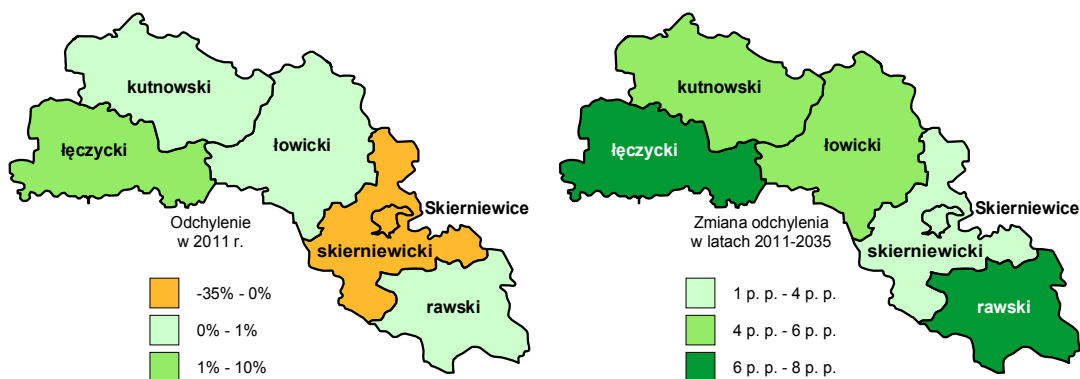 kutnowski
łęczycki
łowicki
Odchylenie
w 2011 r.
Skierniewice
skierniewicki
rawski
-35% - 0%
0% - 1%
1% - 10%
kutnowski
łęczycki
łowicki
Zmiana odchylenia
w latach 2011-2035
Skierniewice
skierniewicki
rawski
1 p. p. - 4 p. p.
4 p. p. - 6 p. p.
6 p. p. - 8 p. p.